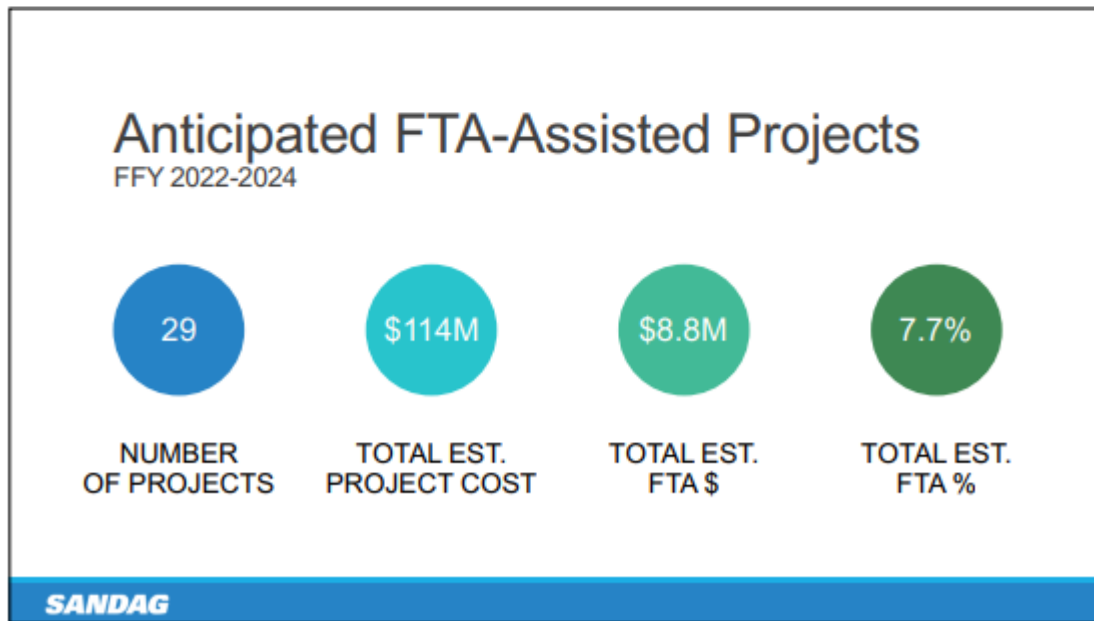 Anticipated FTA-Assisted Projects
FFY 2022-2024
29
$114M
$8.8M
7.7%
NUMBER
OF PROJECTS
TOTAL EST.
PROJECT COST
TOTAL EST.
FTA $
TOTAL EST.
FTA %
SANDAG